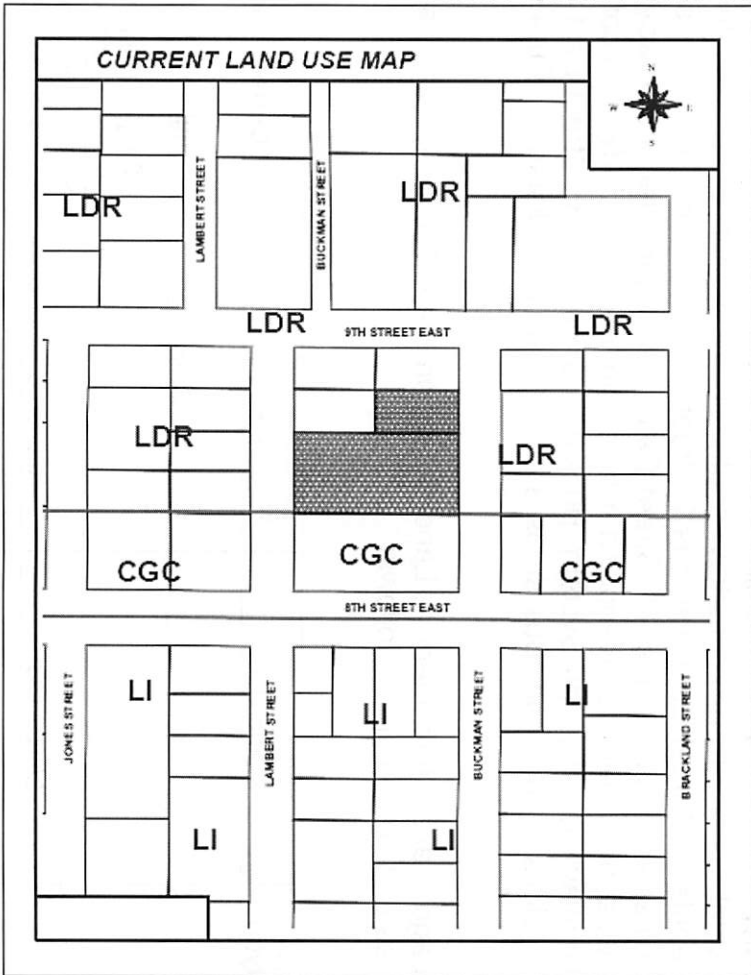 CURRENT LAND USE MAP
N
W
E
S
LAMBERT STREET
BUCKMAN STREET
LDR
LDR
LDR
LDR
9TH STREET EAST
LDR
LDR
CGC
CGC
CGC
8TH STREET EAST
JONES STREET
LI
LAMBERT STREET
LI
BUCKMAN STREET
LI
BRACKLAND STREET
LI
LI